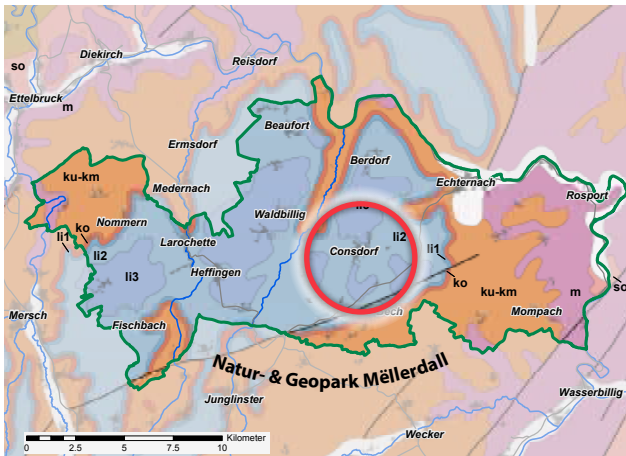 Diekirch
so
Reisdorf
Ettelbruck
m
Beaufort
Ermsdorf
Berdorf
ku-km
Echternach
Medernach
Rosport
Nommern
Waldbillig
ko
li1
Larochette
li2
li2
Consdorf
li1
Heffingen
li3
ko
ku-km
m
so
Mersch
Fischbach
Mompach
Natur- & Geopark Mëllerdall
Junglinster
Wasserbillig
Wecker
Kilometer
0 2.5 5 7.5 10